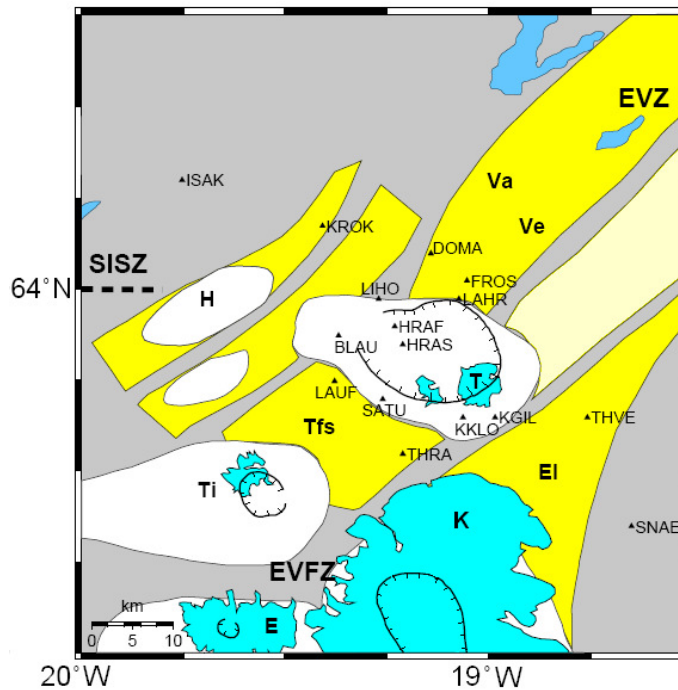 EVZ
Va
ISAK
Ve
KROK
DOMA
SISZ
64°N
FROS
LIHO
LAHR
H
HRAF
HRAS
BLAU
T
LAUF
SATU
KGIL
THVE
KKLO
Tfs
THRA
El
Ti
K
SNAE
EVFZ
km
E
0 5 10
20°W
19°W